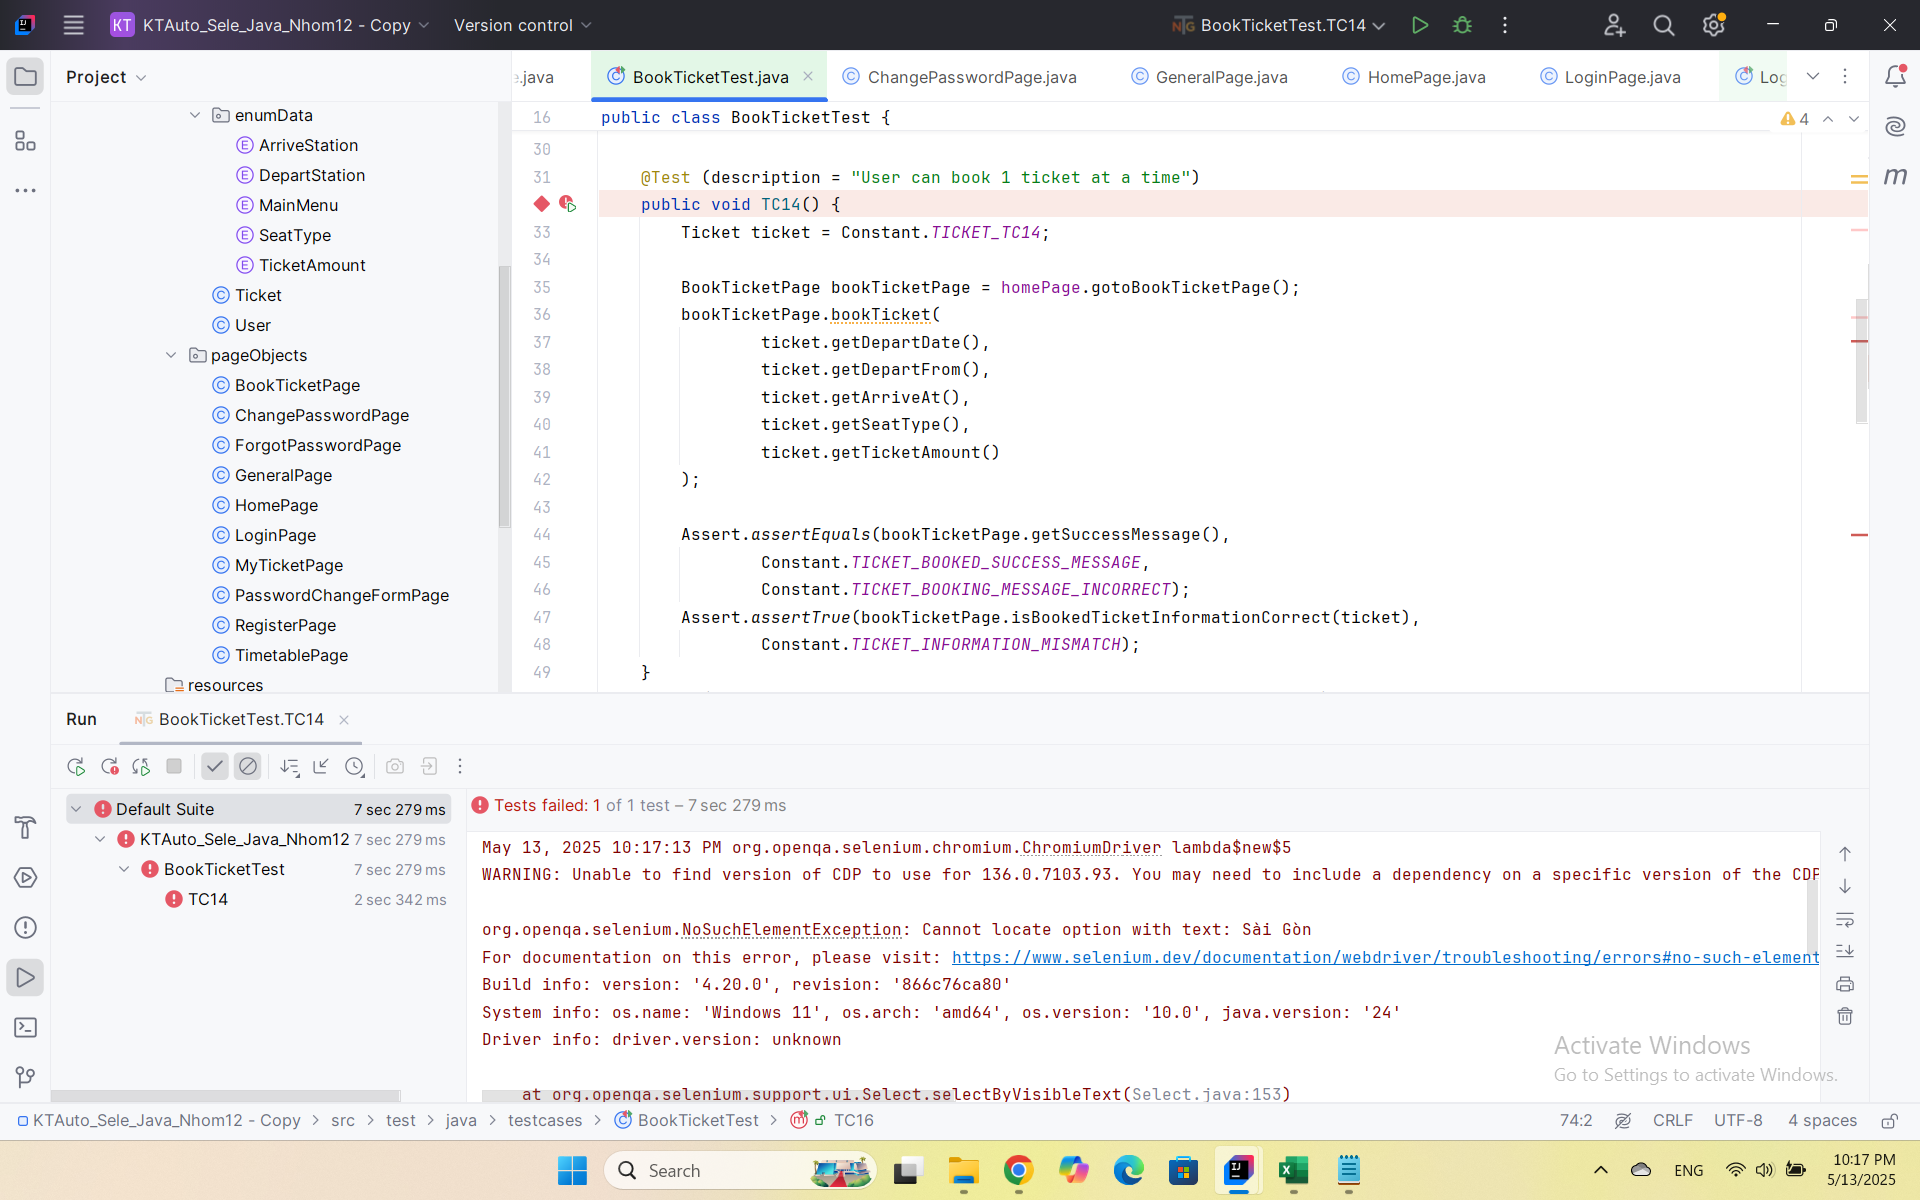 KT KTAuto_Sele_Java_Nhom12 - Copy Version control BookTicketTest.TC14
Project
enumData
ArriveStation
DepartStation
MainMenu
SeatType
TicketAmount
Ticket
User
pageObjects
BookTicketPage
ChangePasswordPage
ForgotPasswordPage
GeneralPage
HomePage
LoginPage
MyTicketPage
PasswordChangeFormPage
RegisterPage
TimetablePage
resources
e.java BookTicketTest.java ChangePasswordPage.java GeneralPage.java HomePage.java LoginPage.java Log
16 public class BookTicketTest { 4
30
31 @Test (description = "User can book 1 ticket at a time")
public void TC14() {
33 Ticket ticket = Constant.TICKET_TC14;
34
35 BookTicketPage bookTicketPage = homePage.gotoBookTicketPage();
36 bookTicketPage.bookTicket(
37 ticket.getDepartDate(),
38 ticket.getDepartFrom(),
39 ticket.getArriveAt(),
40 ticket.getSeatType(),
41 ticket.getTicketAmount()
42 );
43
44 Assert.assertEquals(bookTicketPage.getSuccessMessage(),
45 Constant.TICKET_BOOKED_SUCCESS_MESSAGE,
46 Constant.TICKET_BOOKING_MESSAGE_INCORRECT);
47 Assert.assertTrue(bookTicketPage.isBookedTicketInformationCorrect(ticket),
48 Constant.TICKET_INFORMATION_MISMATCH);
49 }
m
Run BookTicketTest.TC14
Default Suite 7 sec 279 ms
KTAuto_Sele_Java_Nhom12 7 sec 279 ms
BookTicketTest 7 sec 279 ms
TC14 2 sec 342 ms
Tests failed: 1 of 1 test – 7 sec 279 ms
May 13, 2025 10:17:13 PM org.openqa.selenium.chromium.ChromiumDriver lambda$new$5
WARNING: Unable to find version of CDP to use for 136.0.7103.93. You may need to include a dependency on a specific version of the CDP
org.openqa.selenium.NoSuchElementException: Cannot locate option with text: Sài Gòn
For documentation on this error, please visit: https://www.selenium.dev/documentation/webdriver/troubleshooting/errors#no-such-element
Build info: version: '4.20.0', revision: '866c76ca80'
System info: os.name: 'Windows 11', os.arch: 'amd64', os.version: '10.0', java.version: '24'
Driver info: driver.version: unknown
at org.openqa.selenium.support.ui.Select.selectByVisibleText(Select.java:153)
Activate Windows
Go to Settings to activate Windows.
KTAuto_Sele_Java_Nhom12 - Copy > src > test > java > testcases > BookTicketTest > TC16 74:2 CRLF UTF-8 4 spaces
Search ENG 10:17 PM
5/13/2025